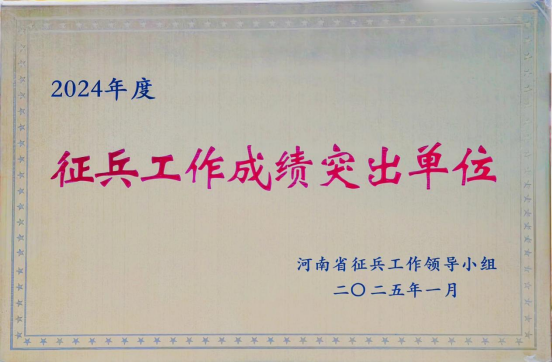 2024年度
征兵工作成绩突出单位
河南省征兵工作领导小组
二〇二五年一月